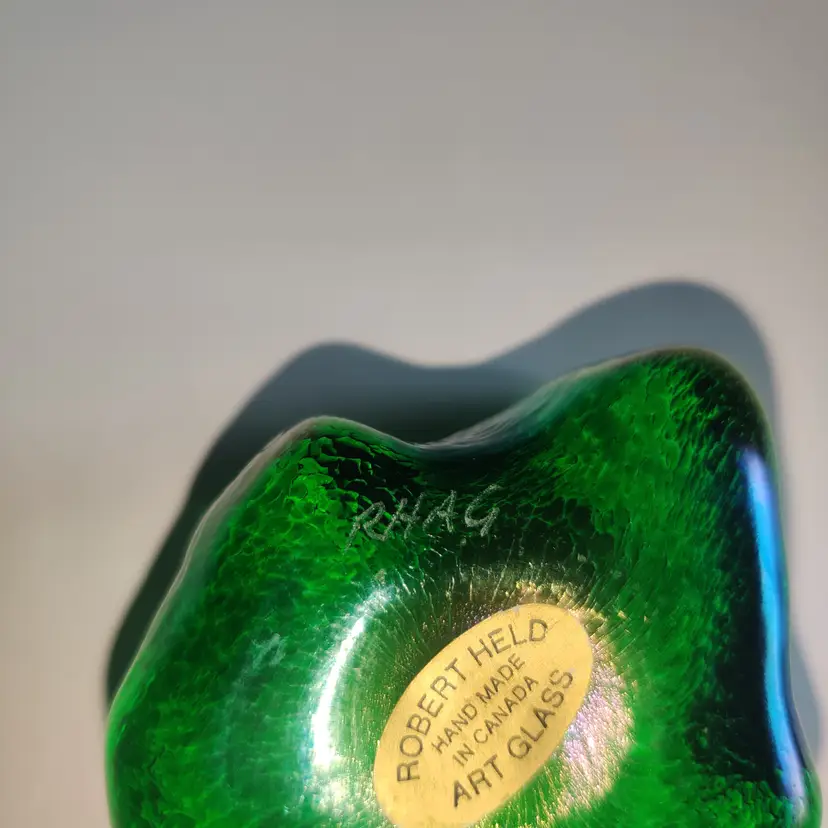 RHAG
ROBERT HELD
HAND MADE
IN CANADA
ART GLASS